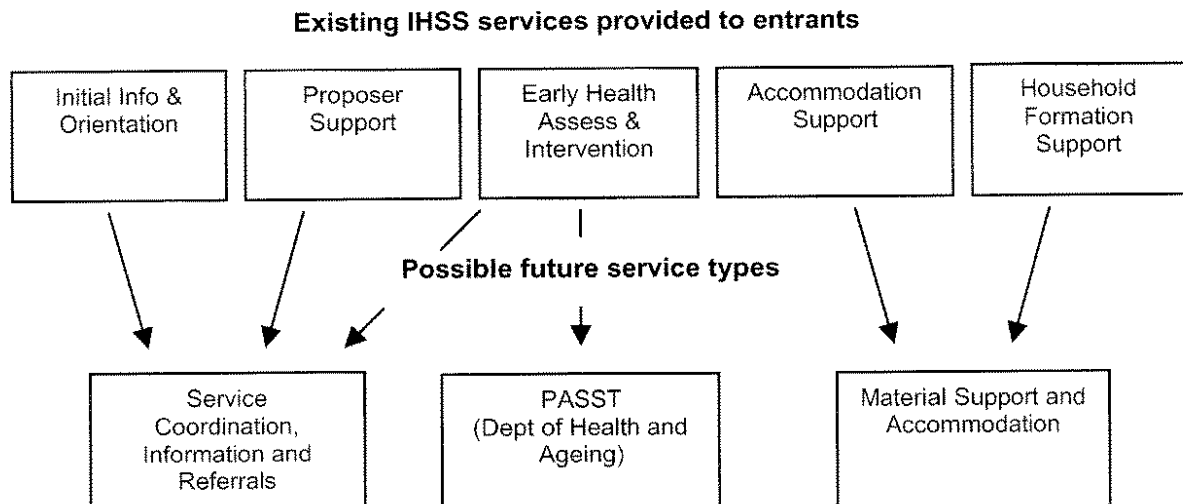 Existing IHSS services provided to entrants
Initial Info &
Orientation
Proposer
Support
Early Health
Assess &
Intervention
Accommodation
Support
Household
Formation
Support
Possible future service types
Service
Coordination,
Information and
Referrals
PASST
(Dept of Health and
Ageing)
Material Support and
Accommodation